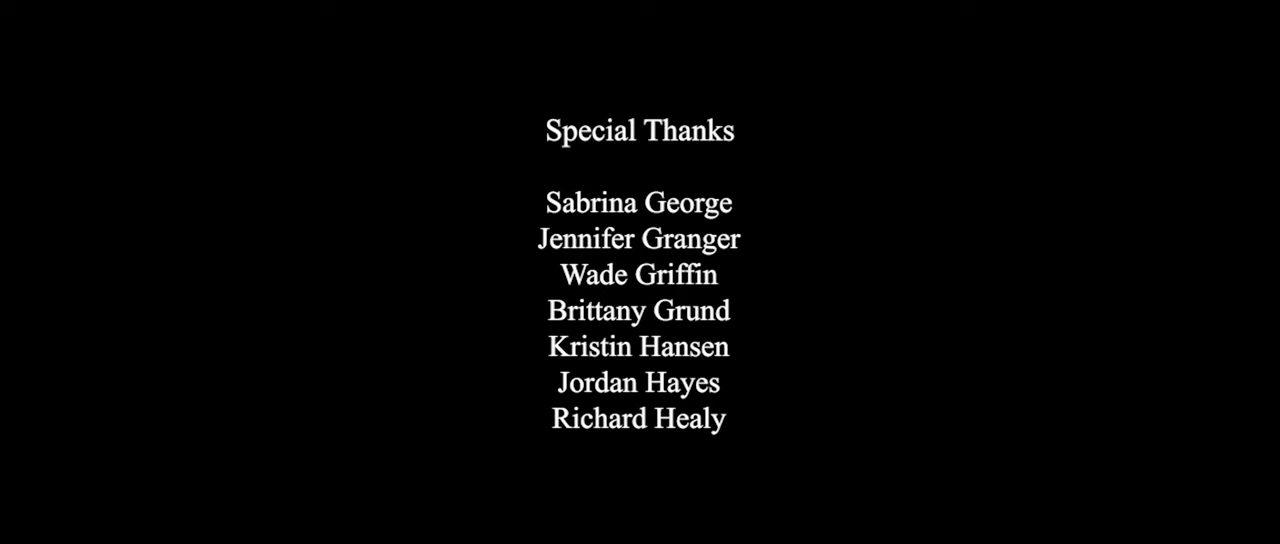 Special Thanks
Sabrina George
Jennifer Granger
Wade Griffin
Brittany Grund
Kristin Hansen
Jordan Hayes
Richard Healy